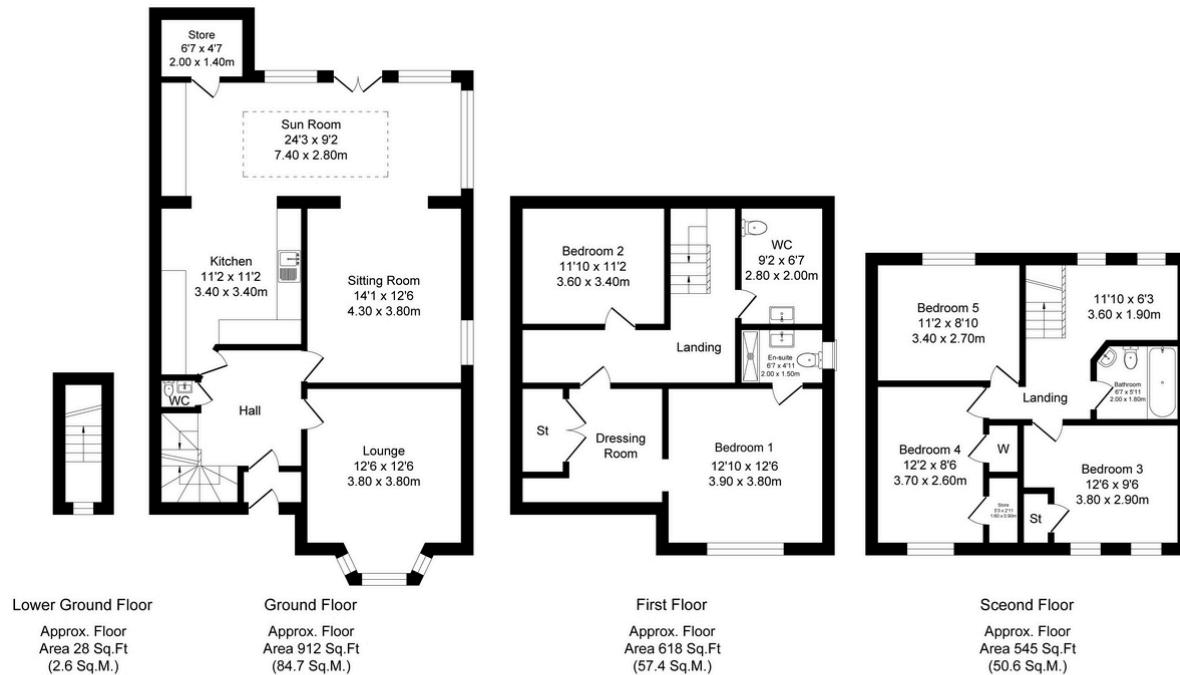 Store
6'7 x 4'7
2.00 x 1.40m
Sun Room
24'3 x 9'2
7.40 x 2.80m
Kitchen
11'2 x 11'2
3.40 x 3.40m
Sitting Room
14'1 x 12'6
4.30 x 3.80m
WC
Hall
Lounge
12'6 x 12'6
3.80 x 3.80m
Bedroom 2
11'10 x 11'2
3.60 x 3.40m
WC
9'2 x 6'7
2.80 x 2.00m
Landing
En-suite
6'7 x 4'11
2.00 x 1.50m
St
Dressing
Room
Bedroom 1
12'10 x 12'6
3.90 x 3.80m
Bedroom 5
11'2 x 8'10
3.40 x 2.70m
11'10 x 6'3
3.60 x 1.90m
Landing
Bathroom
6'7 x 5'11
2.00 x 1.80m
Bedroom 4
12'2 x 8'6
3.70 x 2.60m
W
Store
5'3 x 2'11
1.60 x 0.90m
St
Bedroom 3
12'6 x 9'6
3.80 x 2.90m
Lower Ground Floor
Approx. Floor
Area 28 Sq.Ft
(2.6 Sq.M.)
Ground Floor
Approx. Floor
Area 912 Sq.Ft
(84.7 Sq.M.)
First Floor
Approx. Floor
Area 618 Sq.Ft
(57.4 Sq.M.)
Sceond Floor
Approx. Floor
Area 545 Sq.Ft
(50.6 Sq.M.)